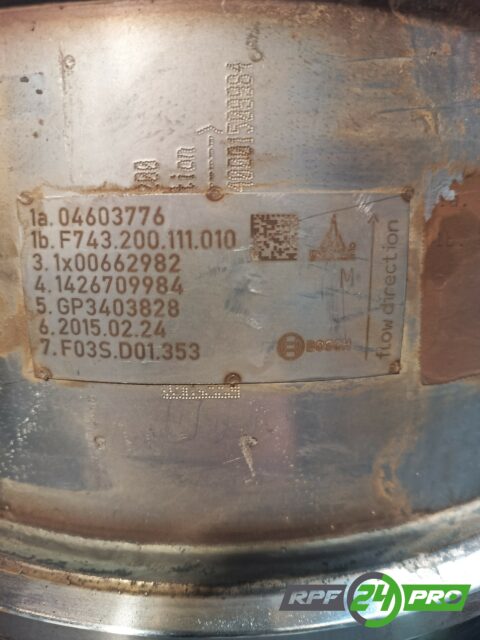 1a. 04603776
1b. F743.200.111.010
3. 1x00662982
4. 1426709984
5. GP3403828
6. 2015.02.24
7. F03S.D01.353
M
flow direction
BOSCH
RPF 24 PRO